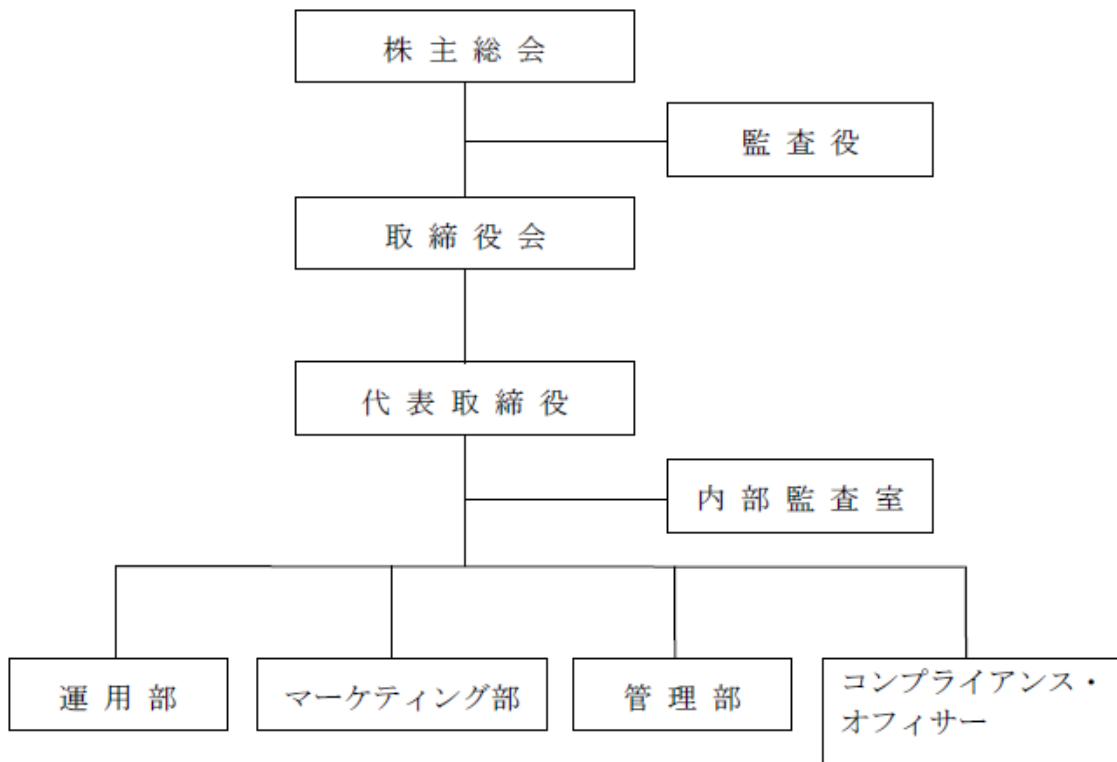 株主総会
監査役
取締役会
代表取締役
内部監査室
運用部
マーケティング部
管理部
コンプライアンス・
オフィサー